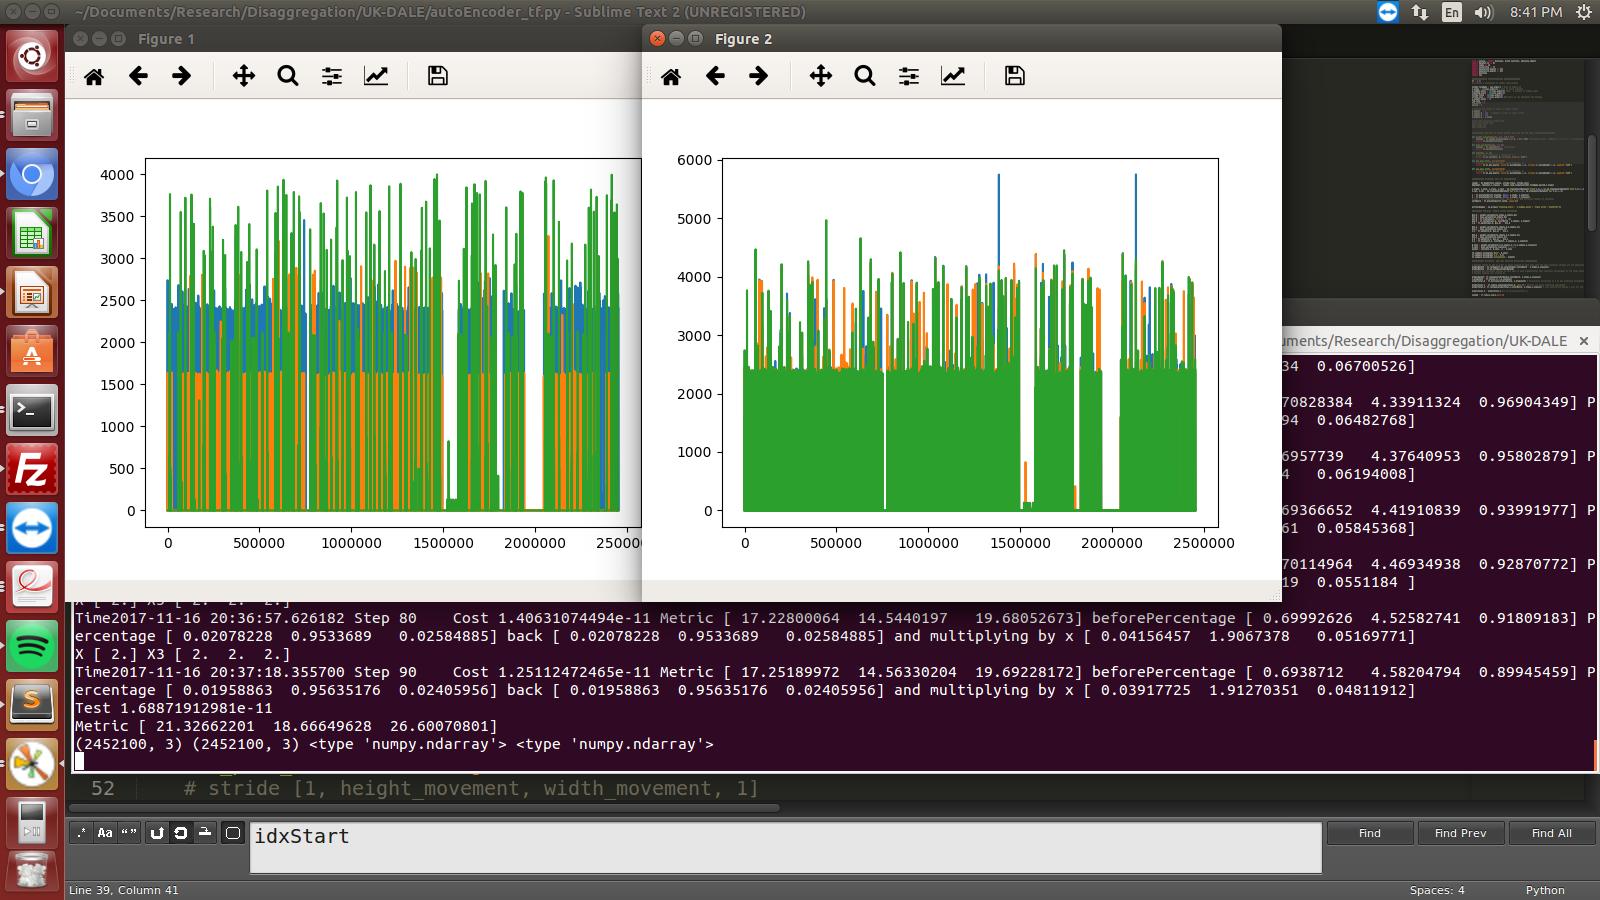 ~/Documents/Research/Disaggregation/UK-DALE/autoEncoder_tf.py - Sublime Text 2 (UNREGISTERED)
En
8:41 PM
Figure 1
Figure 2
4000
3500
3000
2500
2000
1500
1000
500
0
0 500000 1000000 1500000 2000000
6000
5000
4000
3000
2000
1000
0
0 500000 1000000 1500000 2000000 2500000
uments/Research/Disaggregation/UK-DALE
34 0.06700526]
70828384 4.33911324 0.96904349] P
94 0.06482768]
6957739 4.37640953 0.95802879] P
4 0.06194008]
69366652 4.41910839 0.93991977] P
61 0.05845368]
70114964 4.46934938 0.92870772] P
19 0.0551184 ]
X [ 2.] X3 [ 2. 2. 2.]
Time2017-11-16 20:36:57.626182 Step 80 Cost 1.40631074494e-11 Metric [ 17.22800064 14.5440197 19.68052673] beforePercentage [ 0.69992626 4.52582741 0.91809183] P
ercentage [ 0.02078228 0.9533689 0.02584885] back [ 0.02078228 0.9533689 0.02584885] and multiplying by x [ 0.04156457 1.9067378 0.05169771]
X [ 2.] X3 [ 2. 2. 2.]
Time2017-11-16 20:37:18.355700 Step 90 Cost 1.25112472465e-11 Metric [ 17.25189972 14.56330204 19.69228172] beforePercentage [ 0.6938712 4.58204794 0.89945459] P
ercentage [ 0.01958863 0.95635176 0.02405956] back [ 0.01958863 0.95635176 0.02405956] and multiplying by x [ 0.03917725 1.91270351 0.04811912]
Test 1.68871912981e-11
Metric [ 21.32662201 18.66649628 26.60070801]
(2452100, 3) (2452100, 3) <type 'numpy.ndarray'> <type 'numpy.ndarray'>
52 # stride [1, height_movement, width_movement, 1]
.* Aa “”
idxStart
Find
Find Prev
Find All
Line 39, Column 41
Spaces: 4
Python